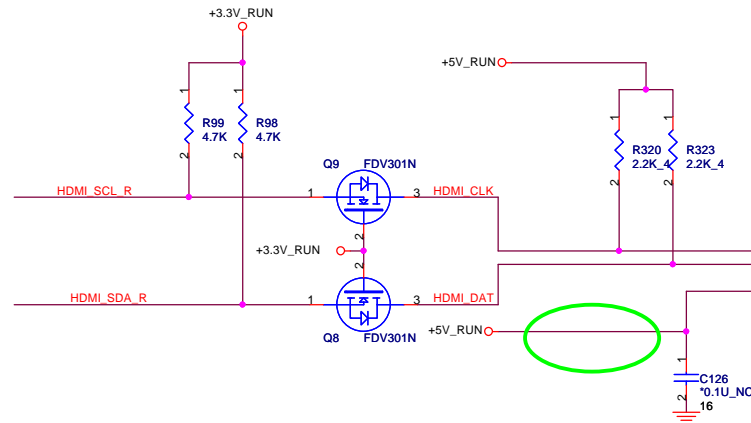 +3.3V_RUN
+5V_RUN
1
1
R99
4.7K
R98
4.7K
2
2
1
1
R320
2.2K_4
R323
2.2K_4
2
2
Q9
FDV301N
HDMI_SCL_R
1
3
HDMI_CLK
2
+3.3V_RUN
2
HDMI_SDA_R
1
3
HDMI_DAT
Q8
FDV301N
+5V_RUN
1
C126
*0.1U_NC
2
16